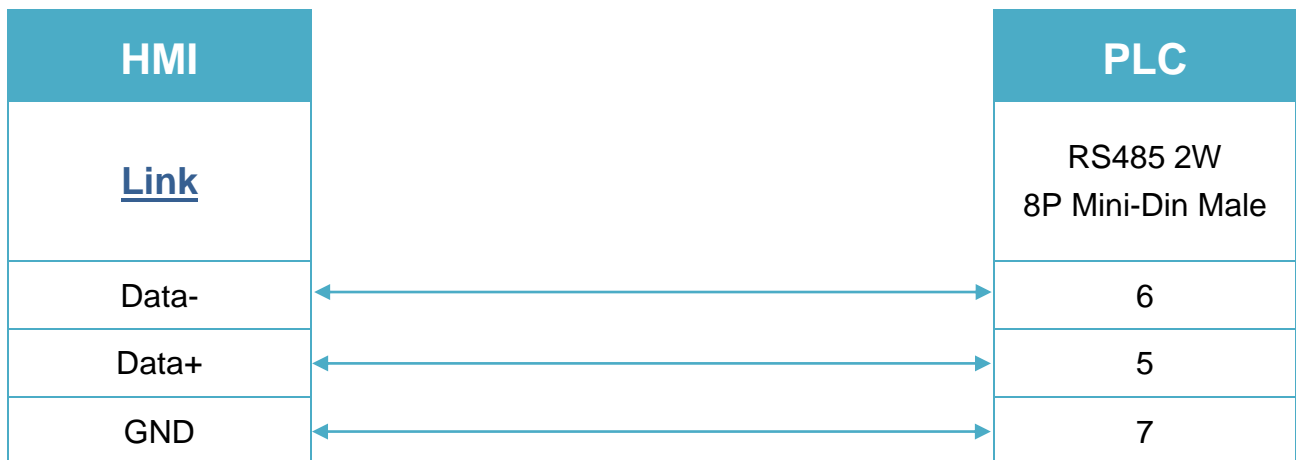 HMI PLC
Link RS485 2W
8P Mini-Din Male
Data- 6
Data+ 5
GND 7